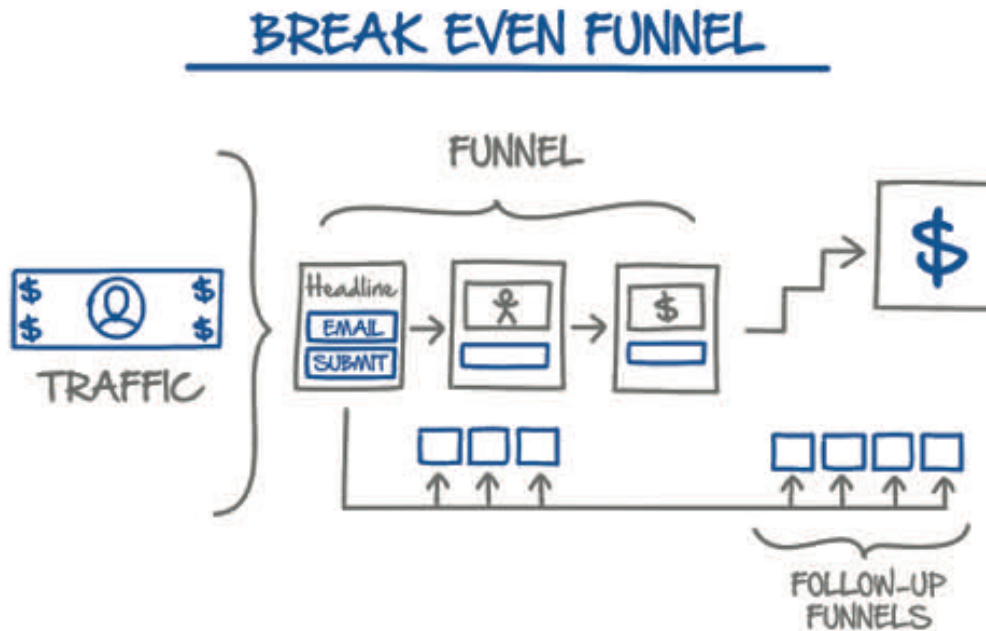 BREAK EVEN FUNNEL
FUNNEL
$ $
$ $
TRAFFIC
Headline
EMAIL
SUBMIT
$
$
FOLLOW-UP
FUNNELS